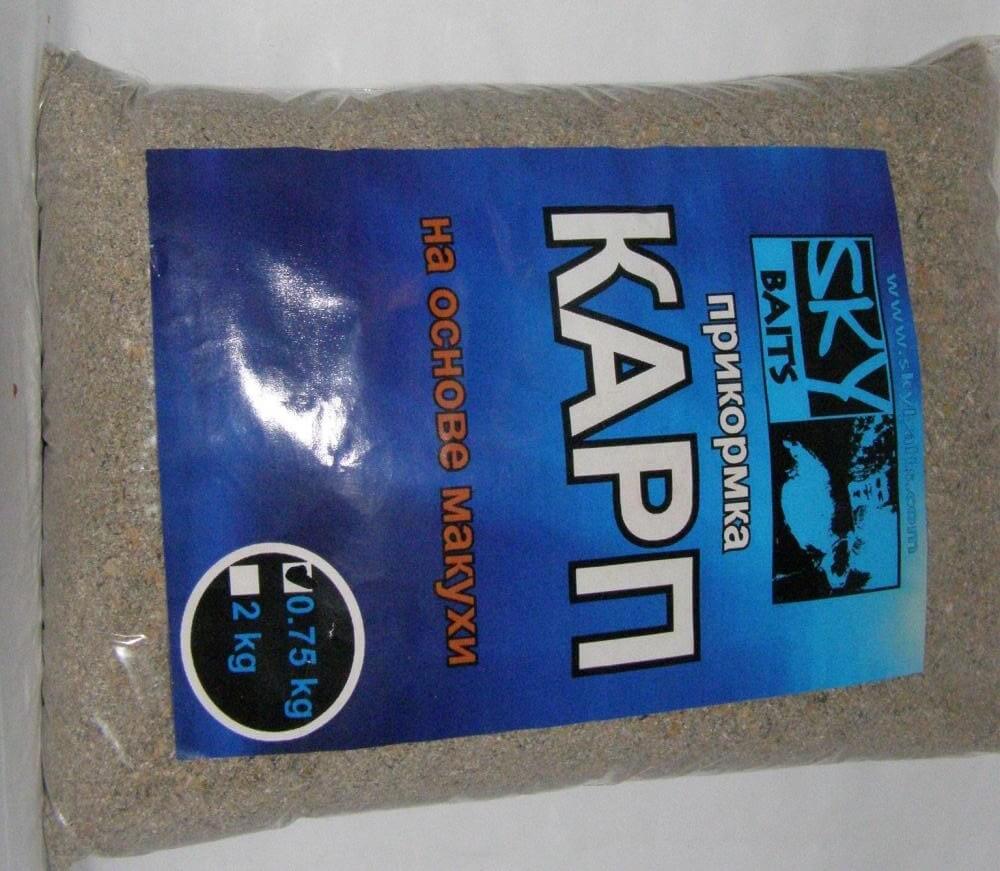 www.skybaits.com
SKY
BAITS
прикормка
КАРП
на основе макухи
0.75 kg
2 kg